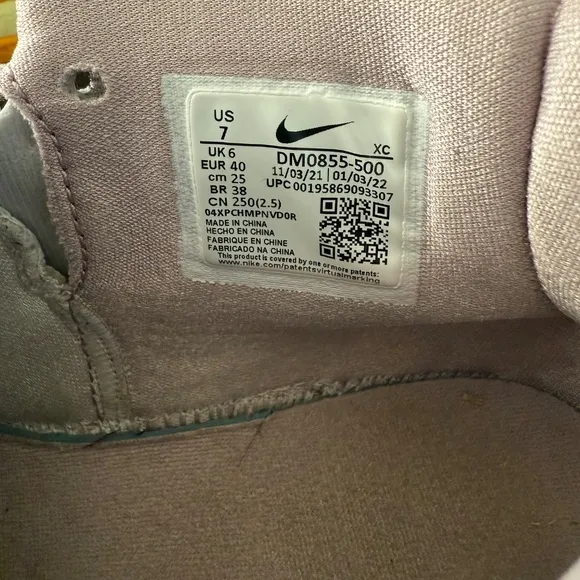 US
7
XC
UK 6
DM0855-500
EUR 40
11/03/21 | 01/03/22
cm 25
UPC 00195869093307
BR 38
CN 250(2.5)
04XPCHMPNVD0R
MADE IN CHINA
HECHO EN CHINA
FABRIQUE EN CHINE
FABRICADO NA CHINA
This product is covered by one or more patents:
www.nike.com/patentsvirtualmarking